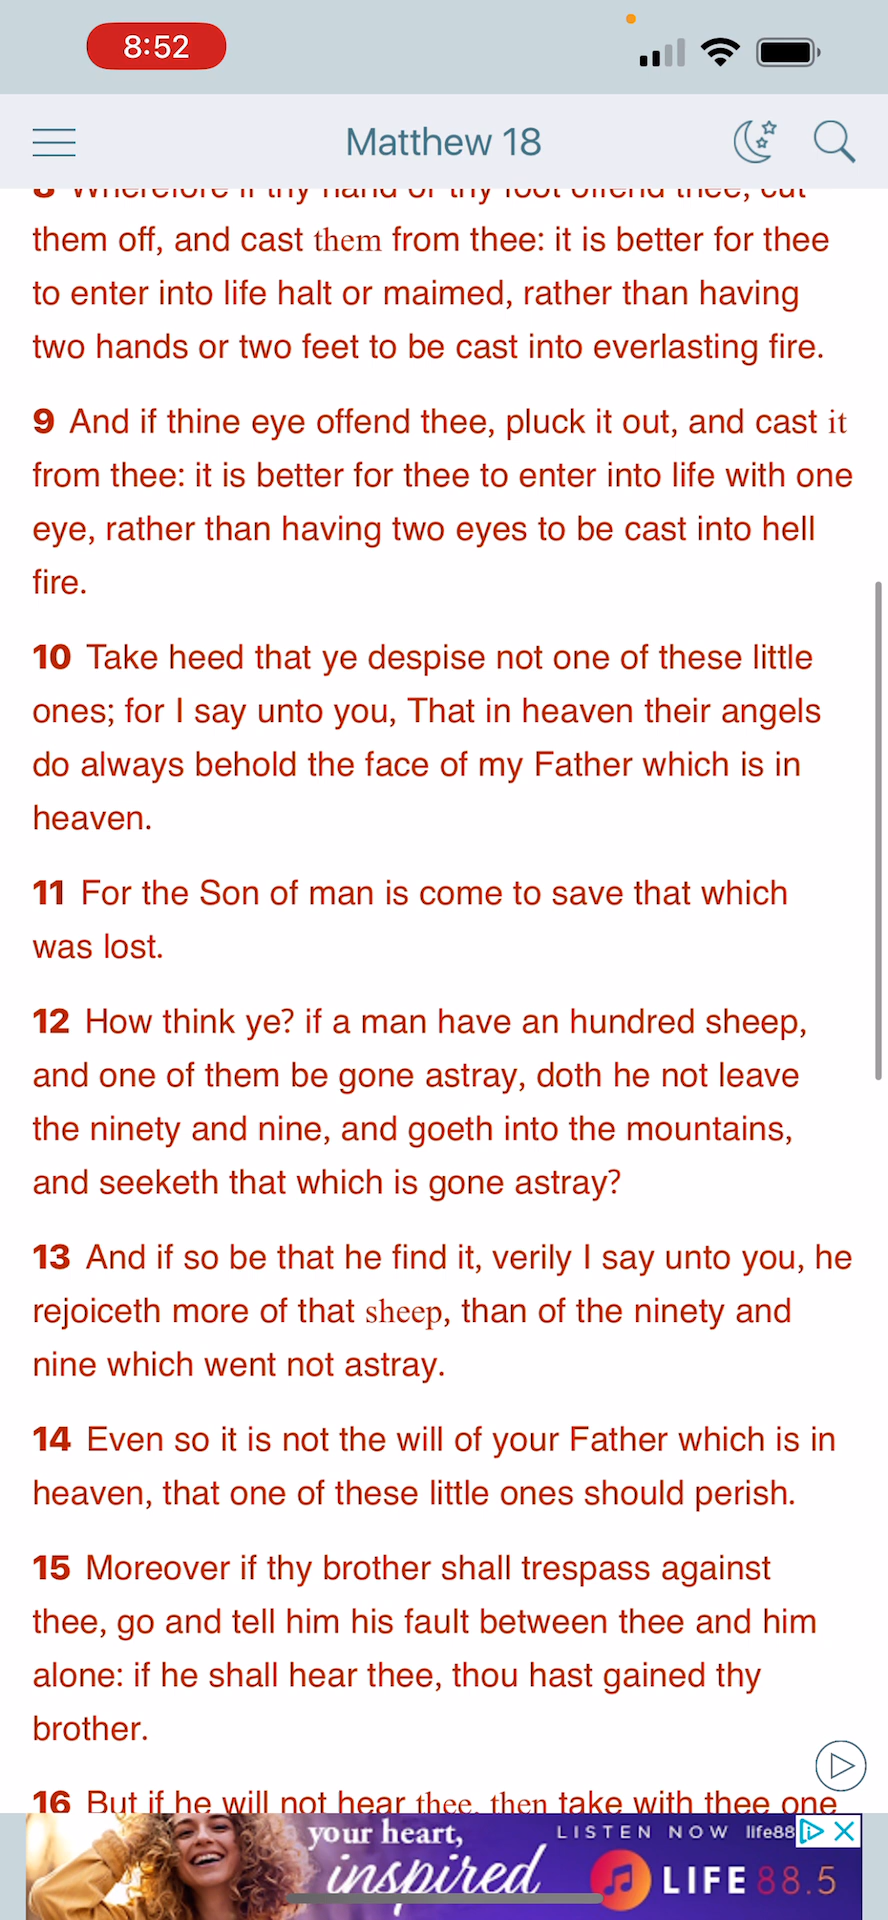 8:52
Matthew 18
8 Wherefore if thy hand or thy foot offend thee, cut
them off, and cast them from thee: it is better for thee
to enter into life halt or maimed, rather than having
two hands or two feet to be cast into everlasting fire.
9 And if thine eye offend thee, pluck it out, and cast it
from thee: it is better for thee to enter into life with one
eye, rather than having two eyes to be cast into hell
fire.
10 Take heed that ye despise not one of these little
ones; for I say unto you, That in heaven their angels
do always behold the face of my Father which is in
heaven.
11 For the Son of man is come to save that which
was lost.
12 How think ye? if a man have an hundred sheep,
and one of them be gone astray, doth he not leave
the ninety and nine, and goeth into the mountains,
and seeketh that which is gone astray?
13 And if so be that he find it, verily I say unto you, he
rejoiceth more of that sheep, than of the ninety and
nine which went not astray.
14 Even so it is not the will of your Father which is in
heaven, that one of these little ones should perish.
15 Moreover if thy brother shall trespass against
thee, go and tell him his fault between thee and him
alone: if he shall hear thee, thou hast gained thy
brother.
16 But if he will not hear thee, then take with thee one
your heart,
inspired
LISTEN NOW life88
LIFE 88.5